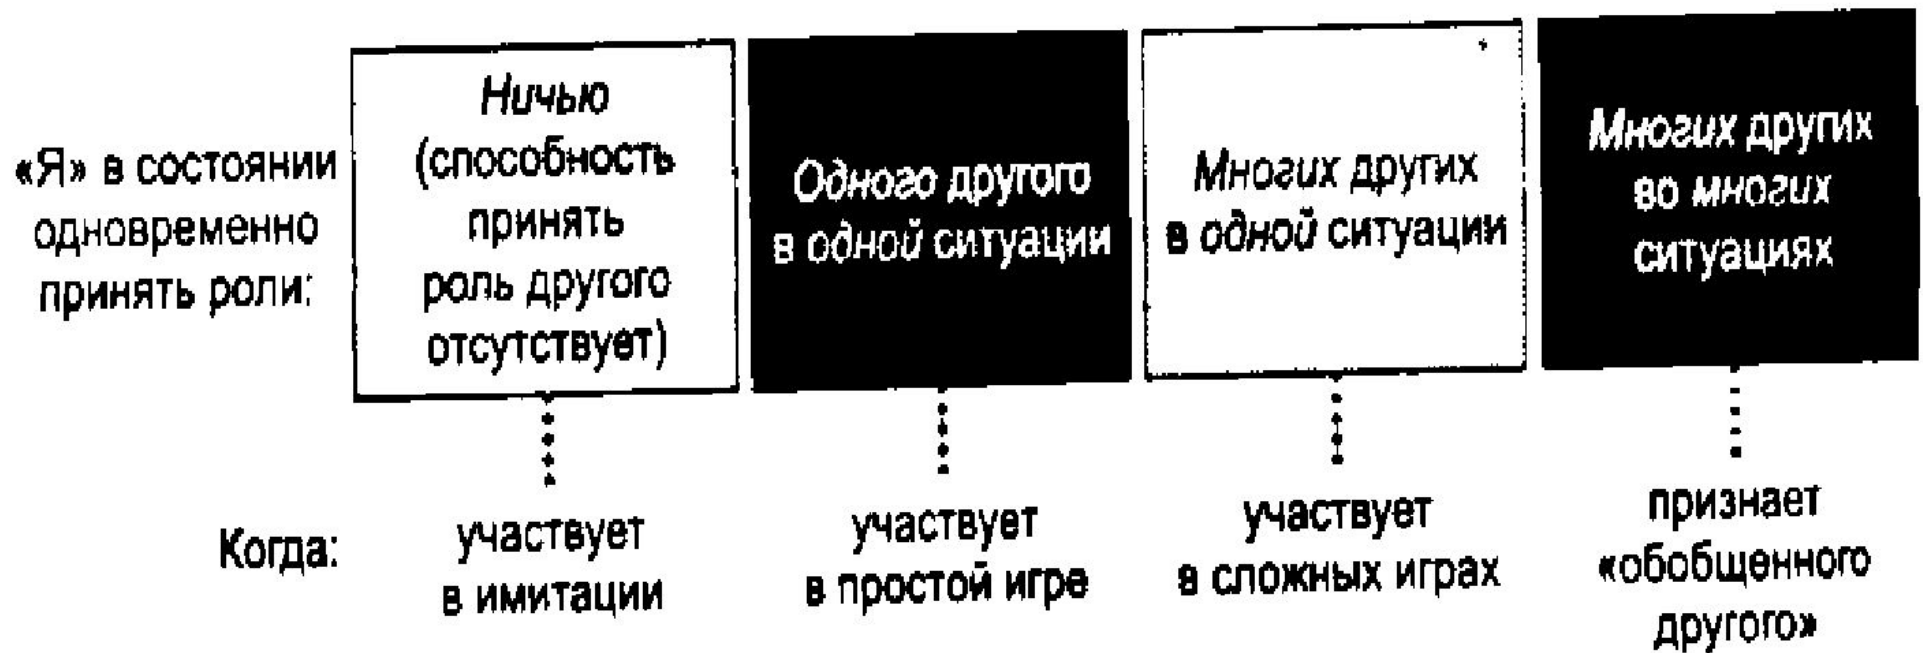 «Я» в состоянии
одновременно
принять роли:
Ничью
(способность
принять
роль другого
отсутствует)
Одного другого
в одной ситуации
Многих других
в одной ситуации
Многих других
во многих
ситуациях
Когда:
участвует
в имитации
участвует
в простой игре
участвует
в сложных играх
признает
«обобщенного
другого»